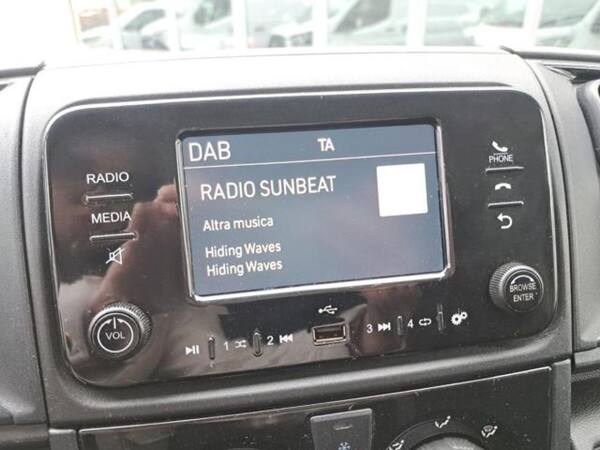 DAB TA
RADIO SUNBEAT
Altra musica
Hiding Waves
Hiding Waves
RADIO
MEDIA
VOL
PHONE
BROWSE
ENTER
1 2 3 4